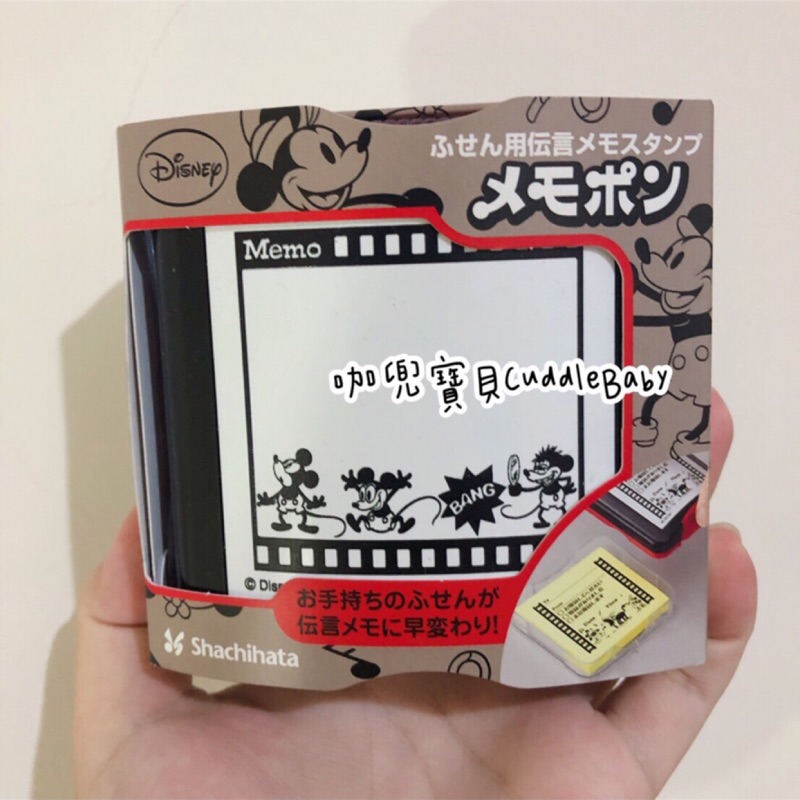 Disney
ふせん用伝言メモスタンプ
メモポン
Memo
咖兜寶貝CuddleBaby
BANG
© Dis
お手持ちのふせんが
伝言メモに早変わり!
Shachihata